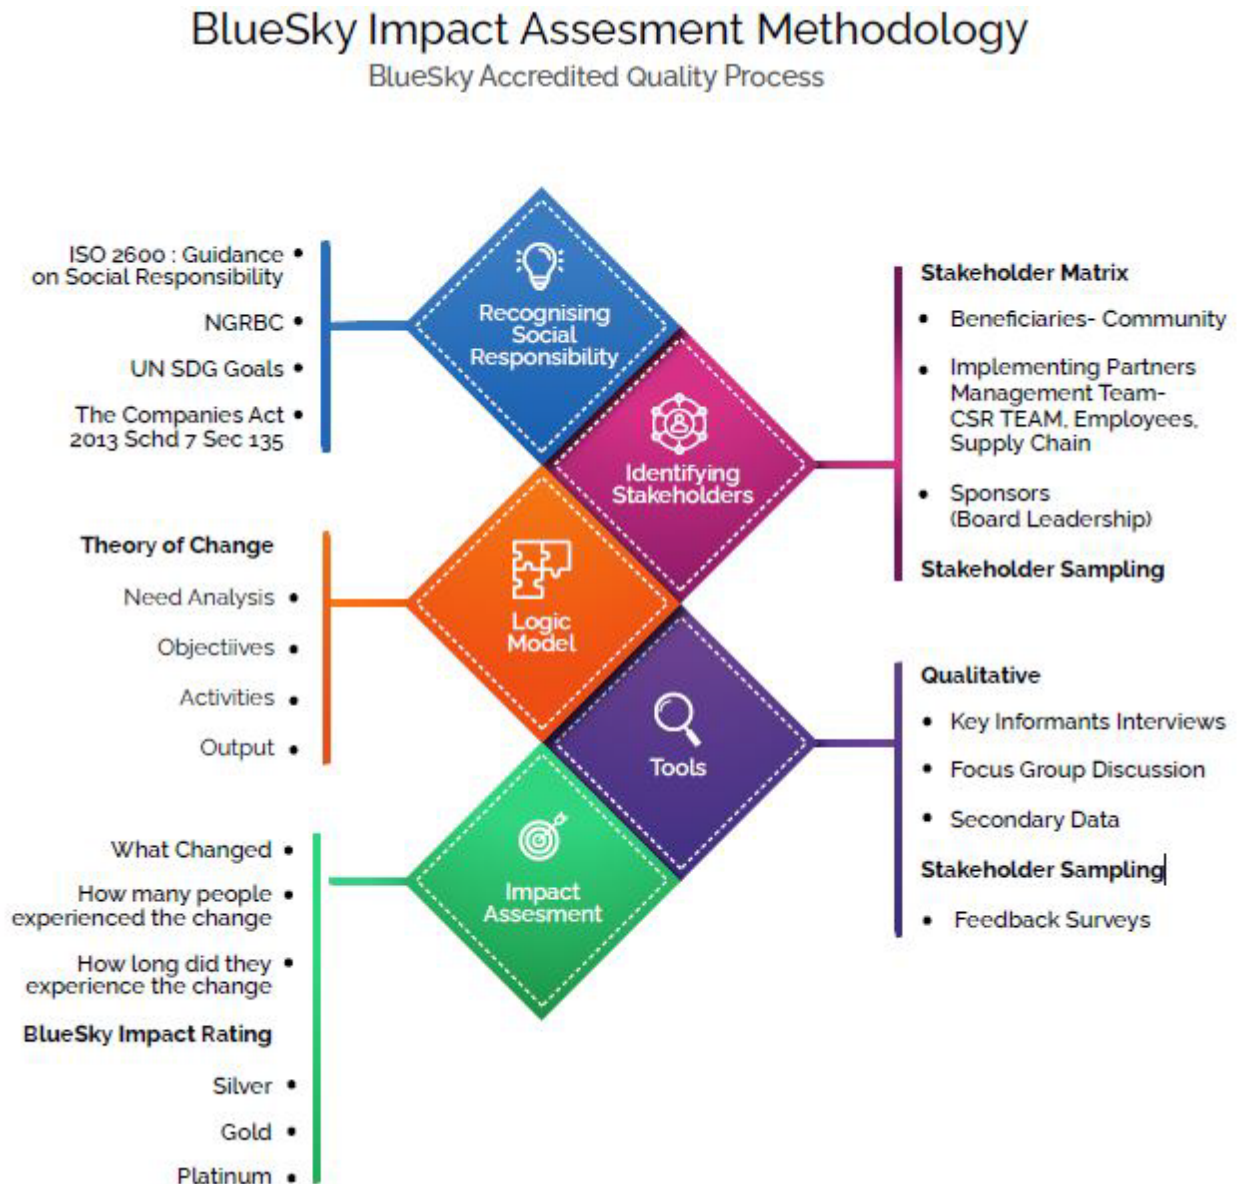 BlueSky Impact Assesment Methodology
BlueSky Accredited Quality Process
Recognising
Social
Responsibility
ISO 2600 : Guidance
on Social Responsibility
NGRBC
UN SDG Goals
The Companies Act
2013 Schd 7 Sec 135
Identifying
Stakeholders
Stakeholder Matrix
Beneficiaries- Community
Implementing Partners
Management Team-
CSR TEAM, Employees,
Supply Chain
Sponsors
(Board Leadership)
Stakeholder Sampling
Logic
Model
Theory of Change
Need Analysis
Objectiives
Activities
Output
Tools
Qualitative
Key Informants Interviews
Focus Group Discussion
Secondary Data
Stakeholder Sampling
Feedback Surveys
Impact
Assesment
What Changed
How many people
experienced the change
How long did they
experience the change
BlueSky Impact Rating
Silver
Gold
Platinum